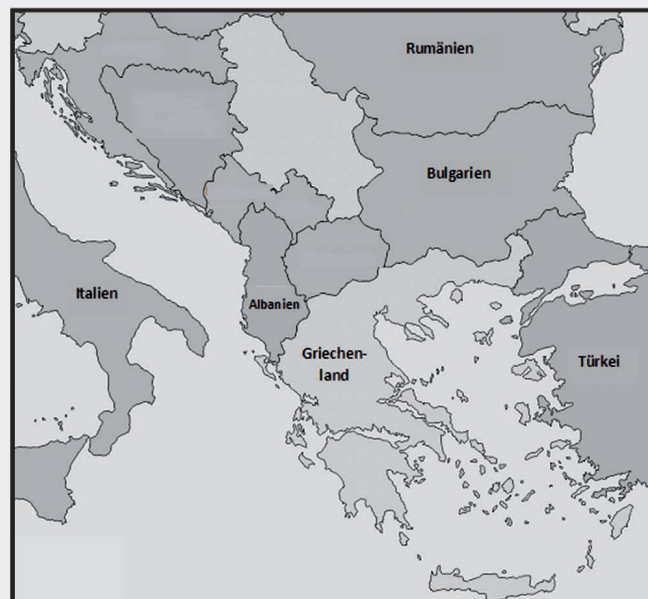 Rumänien
Bulgarien
Italien
Albanien
Griechen-
land
Türkei